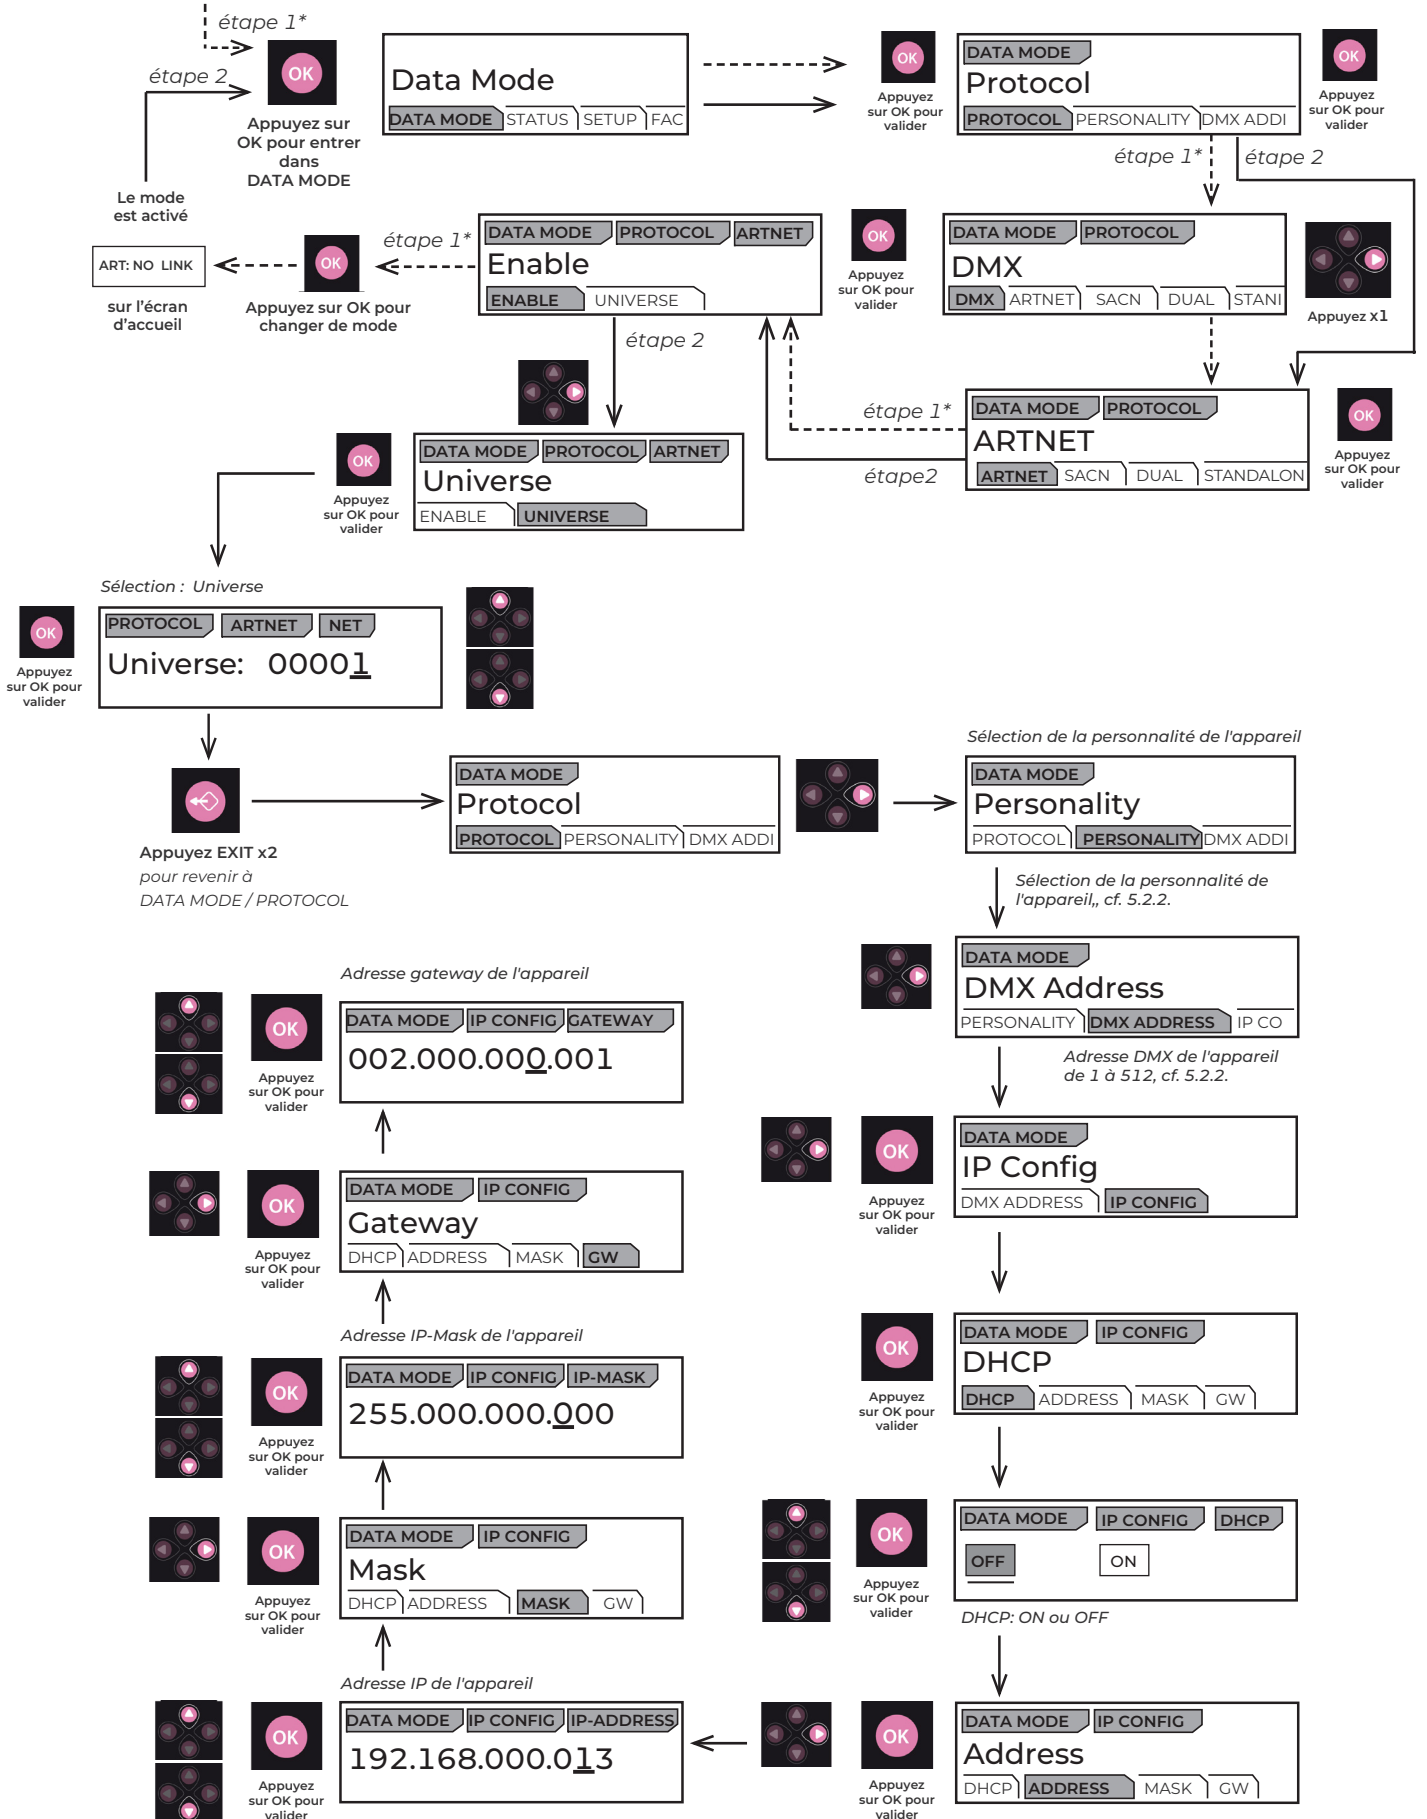 étape 1*
étape 2
OK
Appuyez sur
OK pour entrer
dans
DATA MODE
Data Mode
DATA MODE STATUS SETUP FAC
OK
Appuyez
sur OK pour
valider
DATA MODE
Protocol
PROTOCOL PERSONALITY DMX ADDI
OK
Appuyez
sur OK pour
valider
étape 1*
étape 2
Le mode
est activé
ART: NO LINK
sur l'écran
d'accueil
OK
Appuyez sur OK pour
changer de mode
étape 1*
DATA MODE PROTOCOL ARTNET
Enable
ENABLE UNIVERSE
OK
Appuyez
sur OK pour
valider
DATA MODE PROTOCOL
DMX
DMX ARTNET SACN DUAL STANI
Appuyez x1
étape 2
étape 1*
étape2
DATA MODE PROTOCOL
ARTNET
ARTNET SACN DUAL STANDALON
OK
Appuyez
sur OK pour
valider
OK
Appuyez
sur OK pour
valider
DATA MODE PROTOCOL ARTNET
Universe
ENABLE UNIVERSE
Sélection : Universe
OK
Appuyez
sur OK pour
valider
PROTOCOL ARTNET NET
Universe: 00001
Appuyez EXIT x2
pour revenir à
DATA MODE / PROTOCOL
DATA MODE
Protocol
PROTOCOL PERSONALITY DMX ADDI
Sélection de la personnalité de l'appareil
DATA MODE
Personality
PROTOCOL PERSONALITY DMX ADDI
Sélection de la personnalité de
l'appareil,, cf. 5.2.2.
DATA MODE
DMX Address
PERSONALITY DMX ADDRESS IP CO
Adresse DMX de l'appareil
de 1 à 512, cf. 5.2.2.
OK
Appuyez
sur OK pour
valider
DATA MODE
IP Config
DMX ADDRESS IP CONFIG
OK
Appuyez
sur OK pour
valider
DATA MODE IP CONFIG
DHCP
DHCP ADDRESS MASK GW
OK
Appuyez
sur OK pour
valider
DATA MODE IP CONFIG DHCP
OFF ON
DHCP: ON ou OFF
OK
Appuyez
sur OK pour
valider
DATA MODE IP CONFIG
Address
DHCP ADDRESS MASK GW
Adresse IP de l'appareil
OK
Appuyez
sur OK pour
valider
DATA MODE IP CONFIG IP-ADDRESS
192.168.000.013
OK
Appuyez
sur OK pour
valider
DATA MODE IP CONFIG
Mask
DHCP ADDRESS MASK GW
Adresse IP-Mask de l'appareil
OK
Appuyez
sur OK pour
valider
DATA MODE IP CONFIG IP-MASK
255.000.000.000
OK
Appuyez
sur OK pour
valider
DATA MODE IP CONFIG
Gateway
DHCP ADDRESS MASK GW
Adresse gateway de l'appareil
OK
Appuyez
sur OK pour
valider
DATA MODE IP CONFIG GATEWAY
002.000.000.001